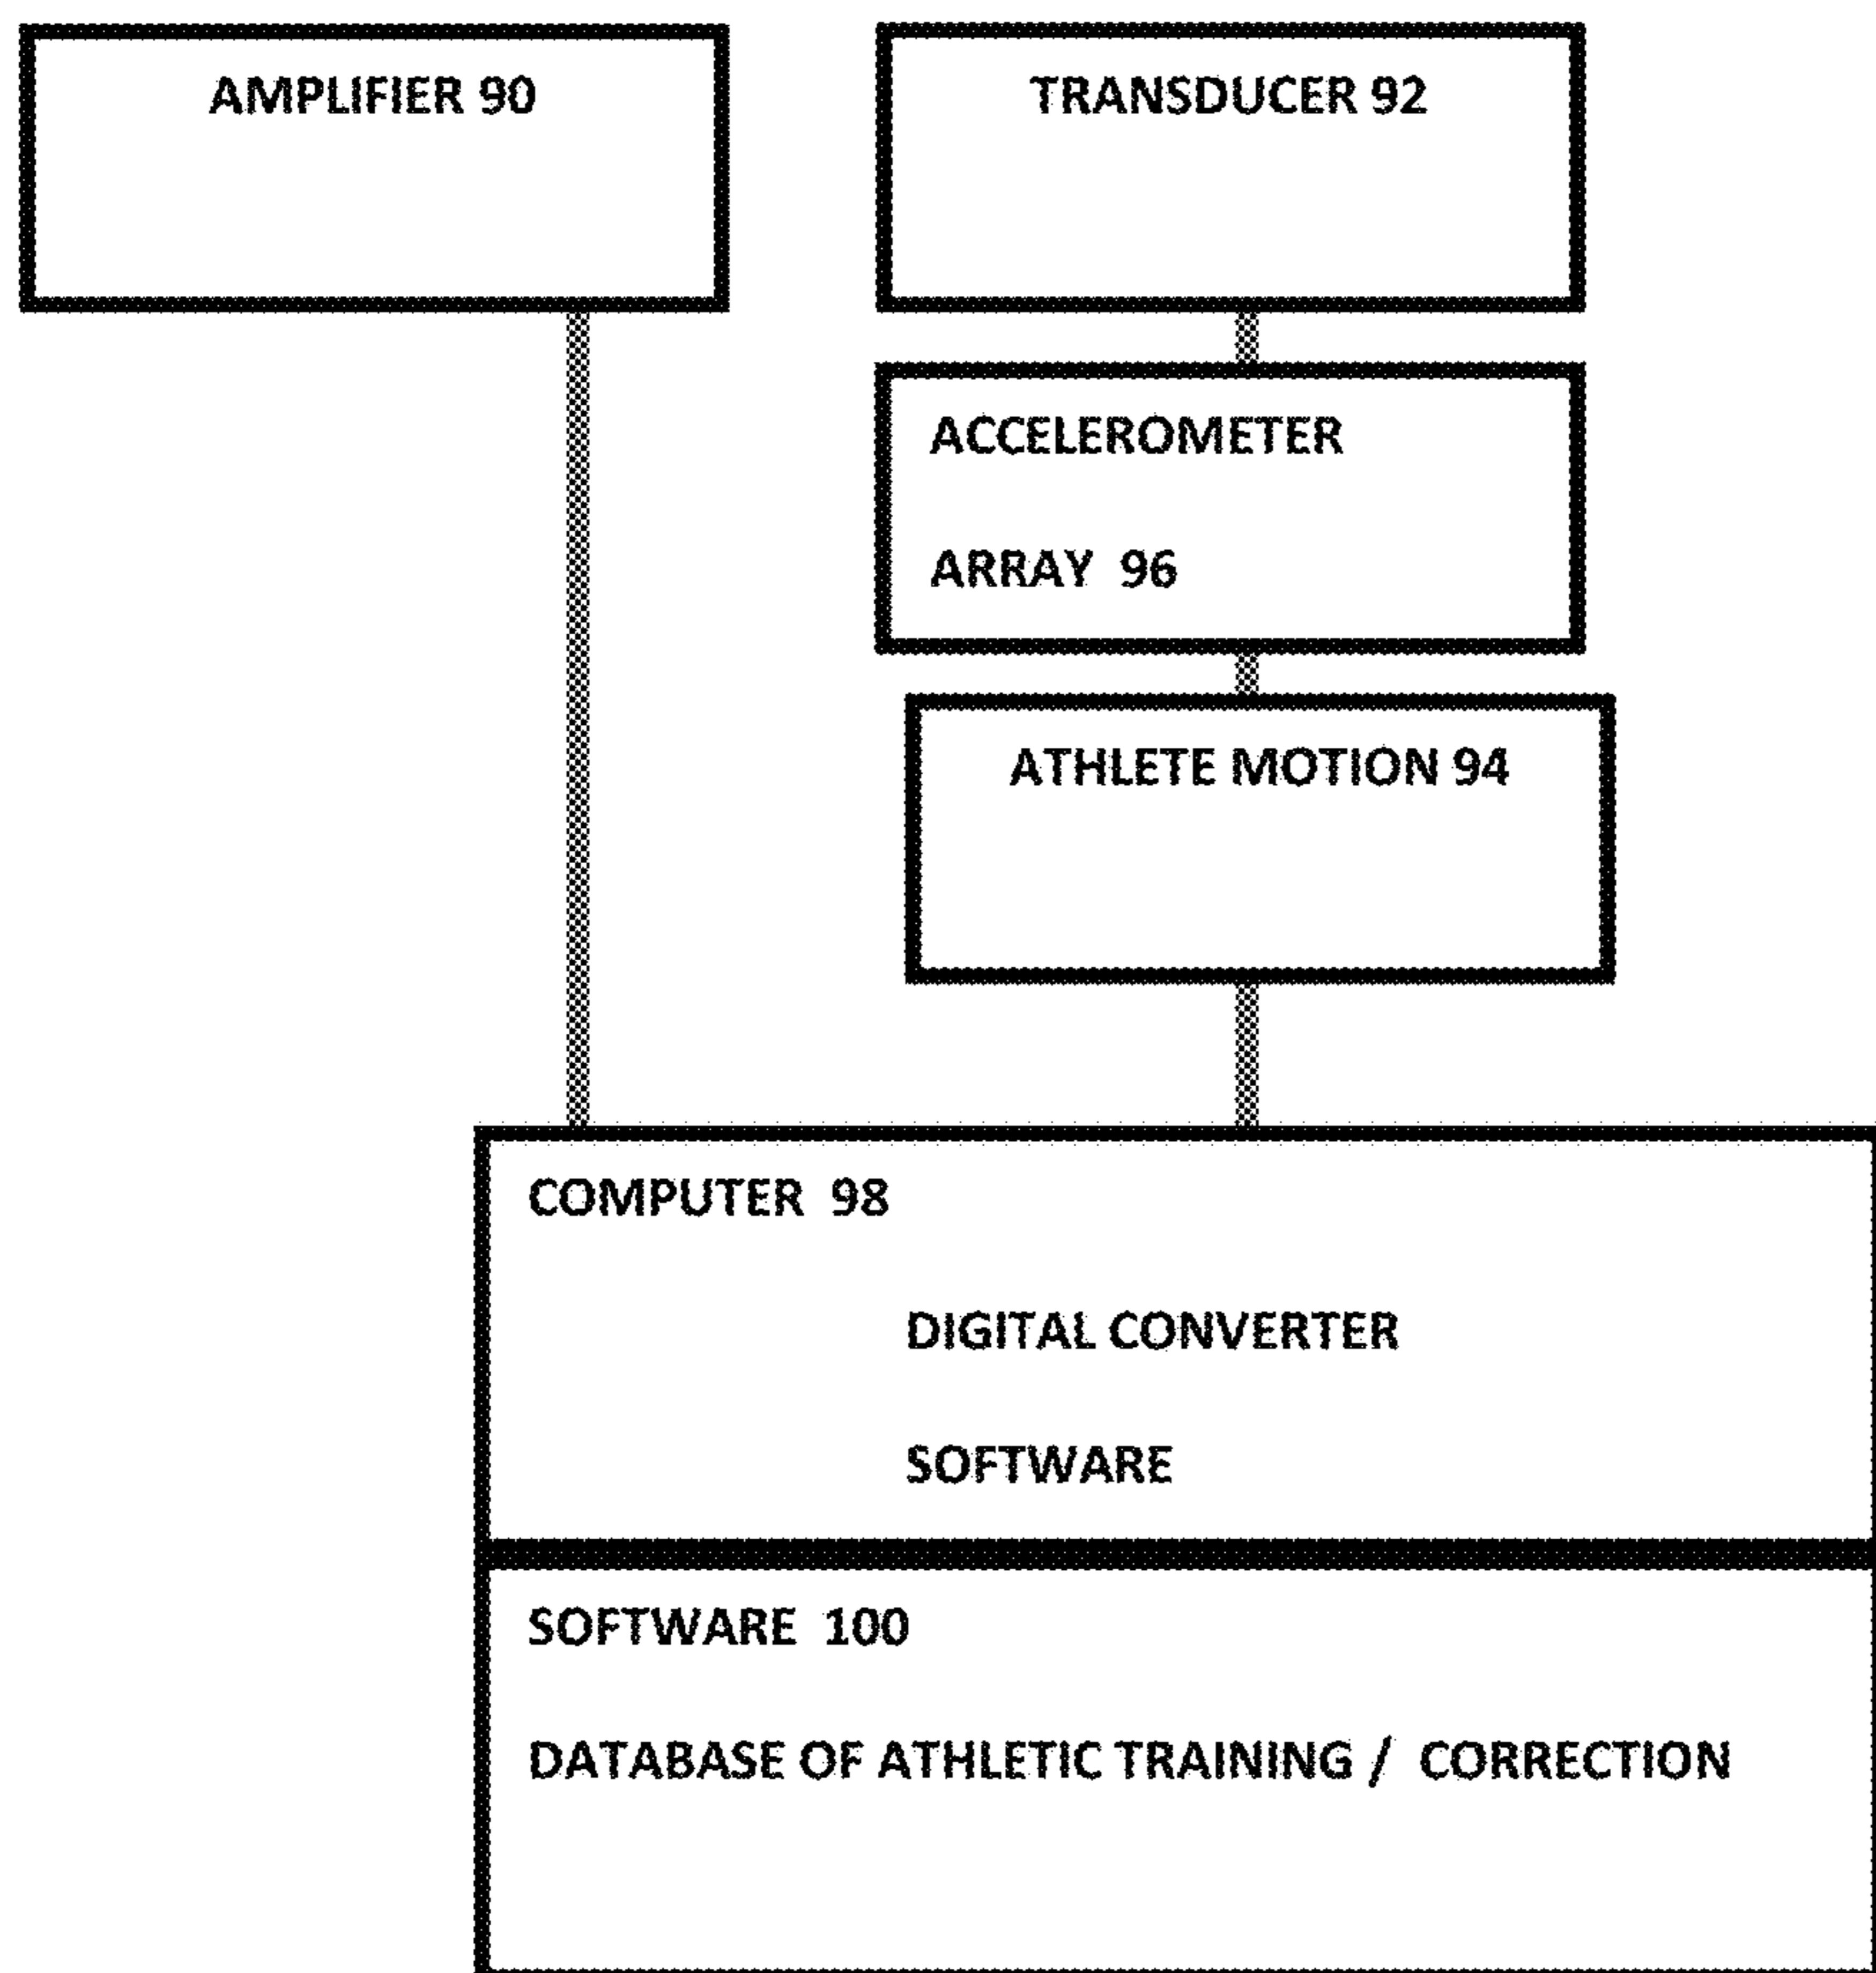 AMPLIFIER 90
TRANSDUCER 92
ACCELEROMETER
ARRAY 96
ATHLETE MOTION 94
COMPUTER 98
DIGITAL CONVERTER
SOFTWARE
SOFTWARE 100
DATABASE OF ATHLETIC TRAINING / CORRECTION